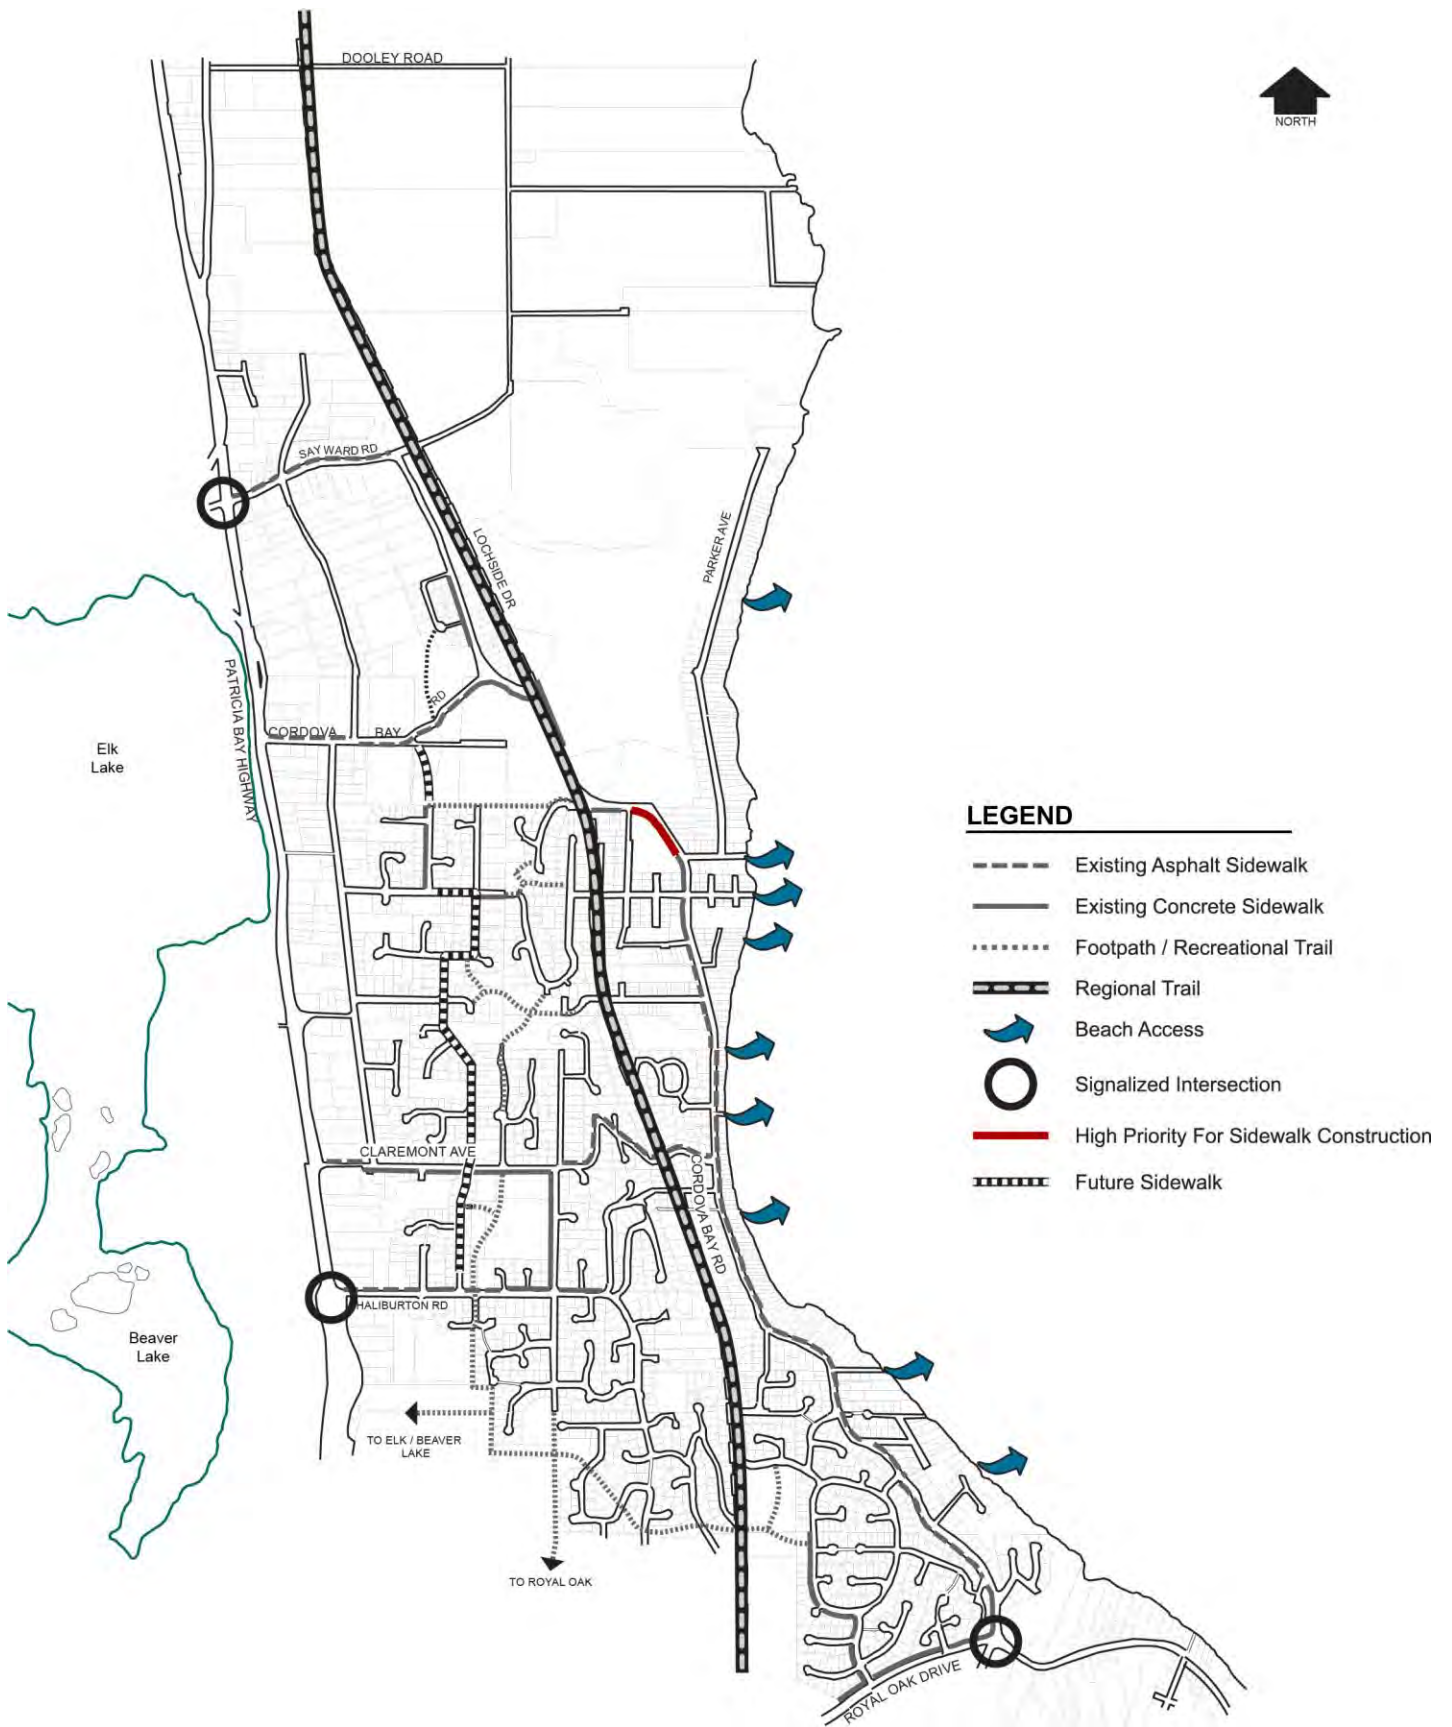 DOOLEY ROAD
NORTH
SAY WARD RD
LOCHSIDE DR
PARKER AVE
PATRICIA BAY HIGHWAY
RD
CORDOVA BAY
Elk
Lake
LEGEND
Existing Asphalt Sidewalk
Existing Concrete Sidewalk
Footpath / Recreational Trail
Regional Trail
Beach Access
Signalized Intersection
High Priority For Sidewalk Construction
Future Sidewalk
CLAREMONT AVE
CORDOVA BAY RD
HALIBURTON RD
Beaver
Lake
TO ELK / BEAVER
LAKE
TO ROYAL OAK
ROYAL OAK DRIVE